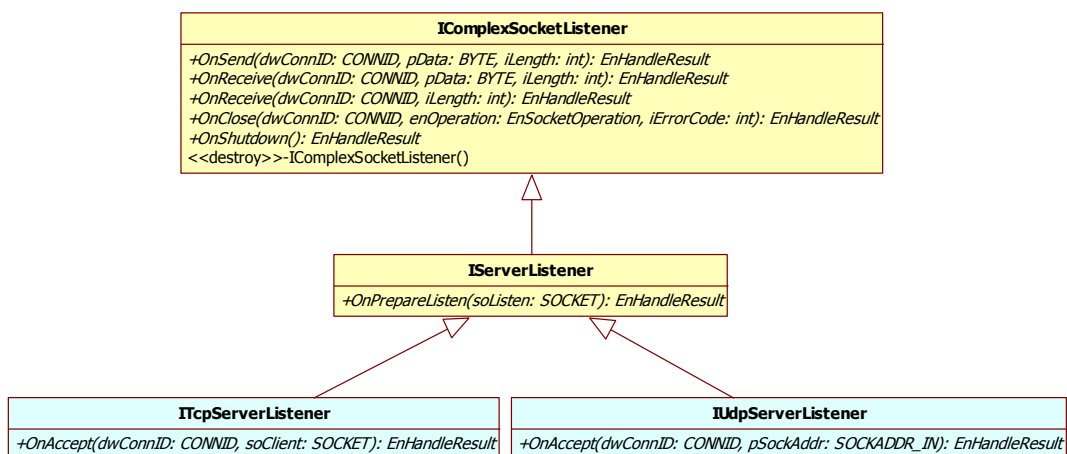 IComplexSocketListener
+OnSend(dwConnID: CONNID, pData: BYTE, iLength: int): EnHandleResult
+OnReceive(dwConnID: CONNID, pData: BYTE, iLength: int): EnHandleResult
+OnReceive(dwConnID: CONNID, iLength: int): EnHandleResult
+OnClose(dwConnID: CONNID, enOperation: EnSocketOperation, iErrorCode: int): EnHandleResult
+OnShutdown(): EnHandleResult
<<destroy>>-IComplexSocketListener()
IServerListener
+OnPrepareListen(soListen: SOCKET): EnHandleResult
ITcpServerListener
+OnAccept(dwConnID: CONNID, soClient: SOCKET): EnHandleResult
IUdpServerListener
+OnAccept(dwConnID: CONNID, pSockAddr: SOCKADDR_IN): EnHandleResult